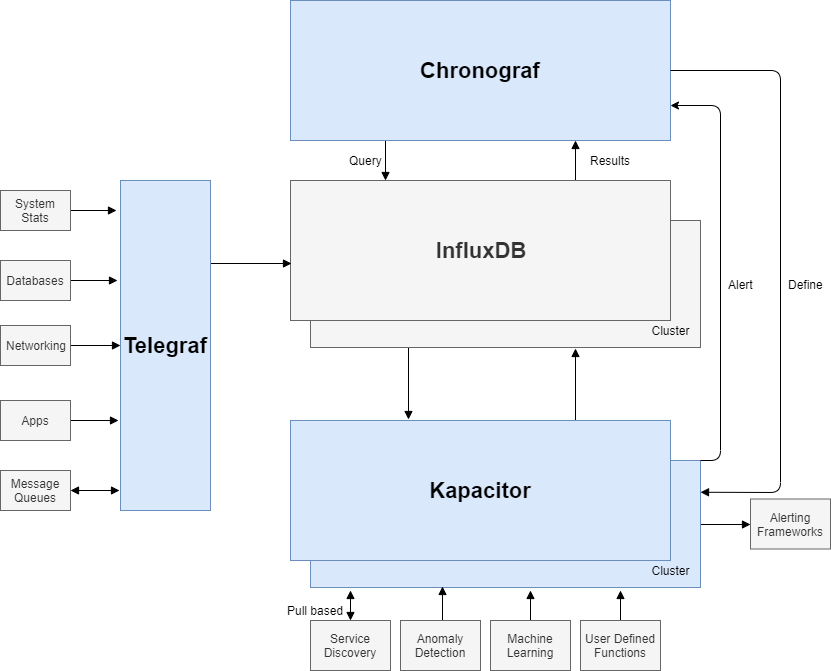 Chronograf
Query
Results
System
Stats
InfluxDB
Databases
Alert
Define
Cluster
Networking
Telegraf
Apps
Message
Queues
Kapacitor
Alerting
Frameworks
Cluster
Pull based
Service
Discovery
Anomaly
Detection
Machine
Learning
User Defined
Functions